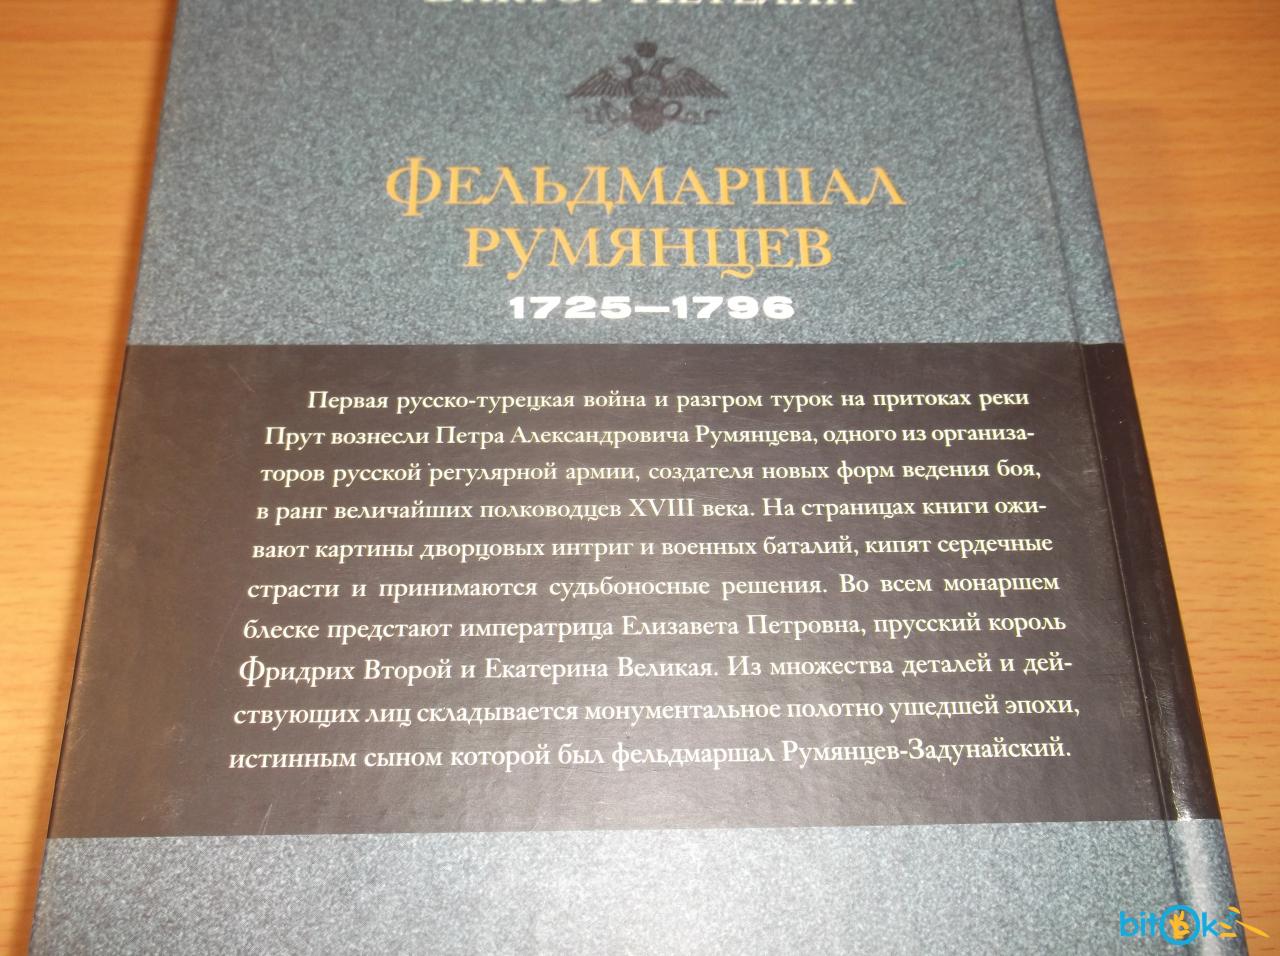 Виктор Петелин
ФЕЛЬДМАРШАЛ
РУМЯНЦЕВ
1725—1796
Первая русско-турецкая война и разгром турок на притоках реки
Прут вознесли Петра Александровича Румянцева, одного из организа-
торов русской регулярной армии, создателя новых форм ведения боя,
в ранг величайших полководцев XVIII века. На страницах книги ожи-
вают картины дворцовых интриг и военных баталий, кипят сердечные
страсти и принимаются судьбоносные решения. Во всем монаршем
блеске предстают императрица Елизавета Петровна, прусский король
Фридрих Второй и Екатерина Великая. Из множества деталей и дей-
ствующих лиц складывается монументальное полотно ушедшей эпохи,
истинным сыном которой был фельдмаршал Румянцев-Задунайский.